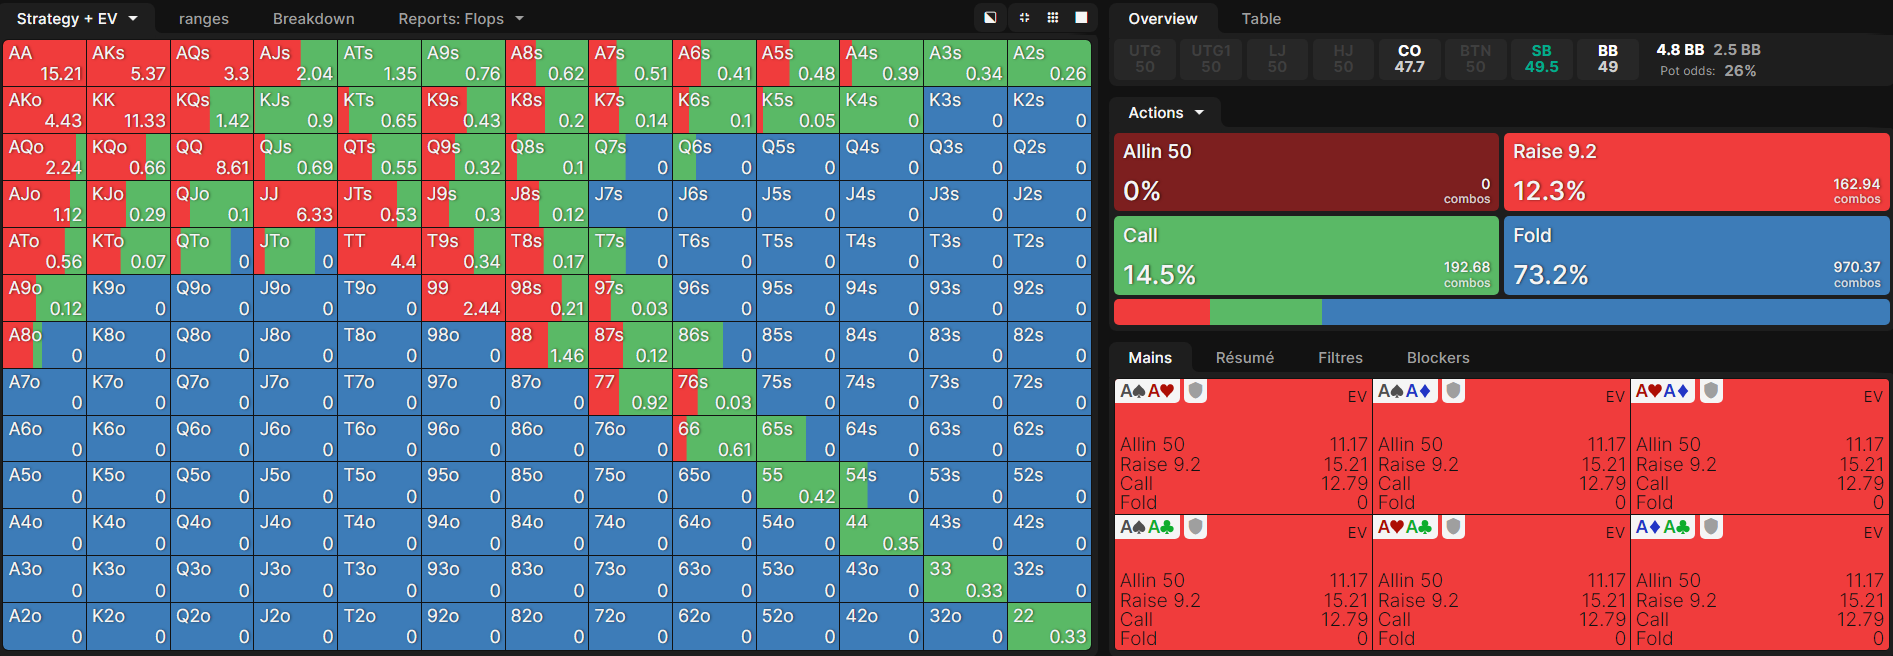 Strategy + EV ranges Breakdown Reports: Flops
AA AKs AQs AJs ATs A9s A8s A7s A6s A5s A4s A3s A2s
15.21 5.37 3.3 2.04 1.35 0.76 0.62 0.51 0.41 0.48 0.39 0.34 0.26
AKo KK KQs KJs KTs K9s K8s K7s K6s K5s K4s K3s K2s
4.43 11.33 1.42 0.9 0.65 0.43 0.2 0.14 0.1 0.05 0 0 0
AQo KQo QQ QJs QTs Q9s Q8s Q7s Q6s Q5s Q4s Q3s Q2s
2.24 0.66 8.61 0.69 0.55 0.32 0.1 0 0 0 0 0 0
AJo KJo QJo JJ JTs J9s J8s J7s J6s J5s J4s J3s J2s
1.12 0.29 0.1 6.33 0.53 0.3 0.12 0 0 0 0 0 0
ATo KTo QTo JTo TT T9s T8s T7s T6s T5s T4s T3s T2s
0.56 0.07 0 0 4.4 0.34 0.17 0 0 0 0 0 0
A9o K9o Q9o J9o T9o 99 98s 97s 96s 95s 94s 93s 92s
0.12 0 0 0 0 2.44 0.21 0.03 0 0 0 0 0
A8o K8o Q8o J8o T8o 98o 88 87s 86s 85s 84s 83s 82s
0 0 0 0 0 0 1.46 0.12 0 0 0 0 0
A7o K7o Q7o J7o T7o 97o 87o 77 76s 75s 74s 73s 72s
0 0 0 0 0 0 0 0.92 0.03 0 0 0 0
A6o K6o Q6o J6o T6o 96o 86o 76o 66 65s 64s 63s 62s
0 0 0 0 0 0 0 0 0.61 0 0 0 0
A5o K5o Q5o J5o T5o 95o 85o 75o 65o 55 54s 53s 52s
0 0 0 0 0 0 0 0 0 0.42 0 0 0
A4o K4o Q4o J4o T4o 94o 84o 74o 64o 54o 44 43s 42s
0 0 0 0 0 0 0 0 0 0 0.35 0 0
A3o K3o Q3o J3o T3o 93o 83o 73o 63o 53o 43o 33 32s
0 0 0 0 0 0 0 0 0 0 0 0.33 0
A2o K2o Q2o J2o T2o 92o 82o 72o 62o 52o 42o 32o 22
0 0 0 0 0 0 0 0 0 0 0 0 0.33
Overview Table
UTG UTG1 LJ HJ CO BTN SB BB 4.8 BB 2.5 BB
50 50 50 50 47.7 50 49.5 49 Pot odds: 26%
Actions
Allin 50
0% 0 combos
Raise 9.2
12.3% 162.94 combos
Call
14.5% 192.68 combos
Fold
73.2% 970.37 combos
Mains Résumé Filtres Blockers
A♠A♥ EV A♠A♦ EV A♥A♦ EV
Allin 50 11.17 Allin 50 11.17 Allin 50 11.17
Raise 9.2 15.21 Raise 9.2 15.21 Raise 9.2 15.21
Call 12.79 Call 12.79 Call 12.79
Fold 0 Fold 0 Fold 0
A♠A♣ EV A♥A♣ EV A♦A♣ EV
Allin 50 11.17 Allin 50 11.17 Allin 50 11.17
Raise 9.2 15.21 Raise 9.2 15.21 Raise 9.2 15.21
Call 12.79 Call 12.79 Call 12.79
Fold 0 Fold 0 Fold 0